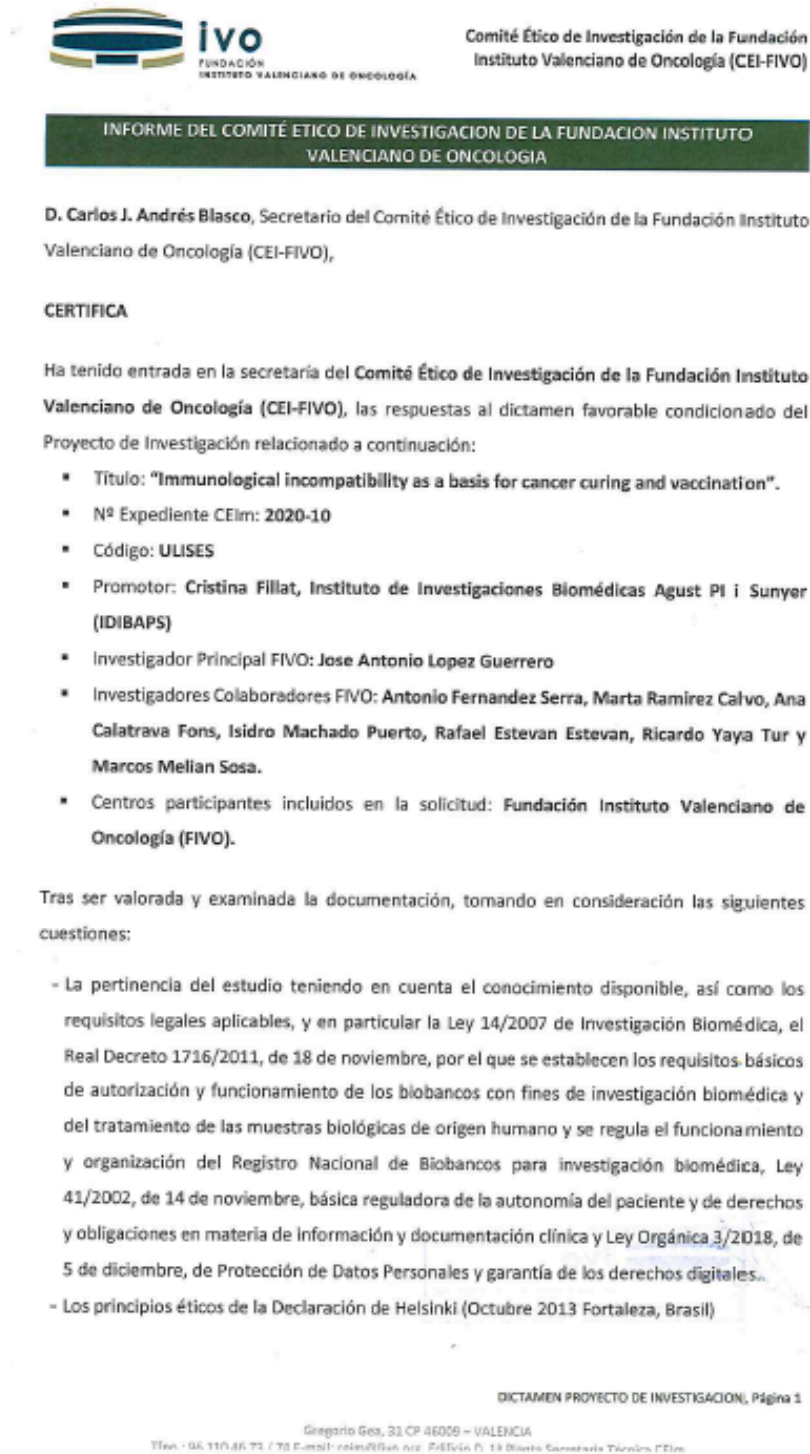 ivo
FUNDACIÓN
INSTITUTO VALENCIANO DE ONCOLOGÍA
Comité Ético de Investigación de la Fundación
Instituto Valenciano de Oncología (CEI-FIVO)
INFORME DEL COMITÉ ETICO DE INVESTIGACION DE LA FUNDACION INSTITUTO
VALENCIANO DE ONCOLOGIA
D. Carlos J. Andrés Blasco, Secretario del Comité Ético de Investigación de la Fundación Instituto
Valenciano de Oncología (CEI-FIVO),
CERTIFICA
Ha tenido entrada en la secretaría del Comité Ético de Investigación de la Fundación Instituto
Valenciano de Oncología (CEI-FIVO), las respuestas al dictamen favorable condicionado del
Proyecto de Investigación relacionado a continuación:
▪ Título: "Immunological incompatibility as a basis for cancer curing and vaccination".
▪ Nº Expediente CEIm: 2020-10
▪ Código: ULISES
▪ Promotor: Cristina Fillat, Instituto de Investigaciones Biomédicas Agust PI i Sunyer
(IDIBAPS)
▪ Investigador Principal FIVO: Jose Antonio Lopez Guerrero
▪ Investigadores Colaboradores FIVO: Antonio Fernandez Serra, Marta Ramirez Calvo, Ana
Calatrava Fons, Isidro Machado Puerto, Rafael Estevan Estevan, Ricardo Yaya Tur y
Marcos Melian Sosa.
▪ Centros participantes incluidos en la solicitud: Fundación Instituto Valenciano de
Oncología (FIVO).
Tras ser valorada y examinada la documentación, tomando en consideración las siguientes
cuestiones:
- La pertinencia del estudio teniendo en cuenta el conocimiento disponible, así como los
requisitos legales aplicables, y en particular la Ley 14/2007 de Investigación Biomédica, el
Real Decreto 1716/2011, de 18 de noviembre, por el que se establecen los requisitos básicos
de autorización y funcionamiento de los biobancos con fines de investigación biomédica y
del tratamiento de las muestras biológicas de origen humano y se regula el funcionamiento
y organización del Registro Nacional de Biobancos para investigación biomédica, Ley
41/2002, de 14 de noviembre, básica reguladora de la autonomía del paciente y de derechos
y obligaciones en materia de información y documentación clínica y Ley Orgánica 3/2018, de
5 de diciembre, de Protección de Datos Personales y garantía de los derechos digitales..
- Los principios éticos de la Declaración de Helsinki (Octubre 2013 Fortaleza, Brasil)
DICTAMEN PROYECTO DE INVESTIGACION, Página 1
Gregorio Gea, 31 CP 46009 – VALENCIA